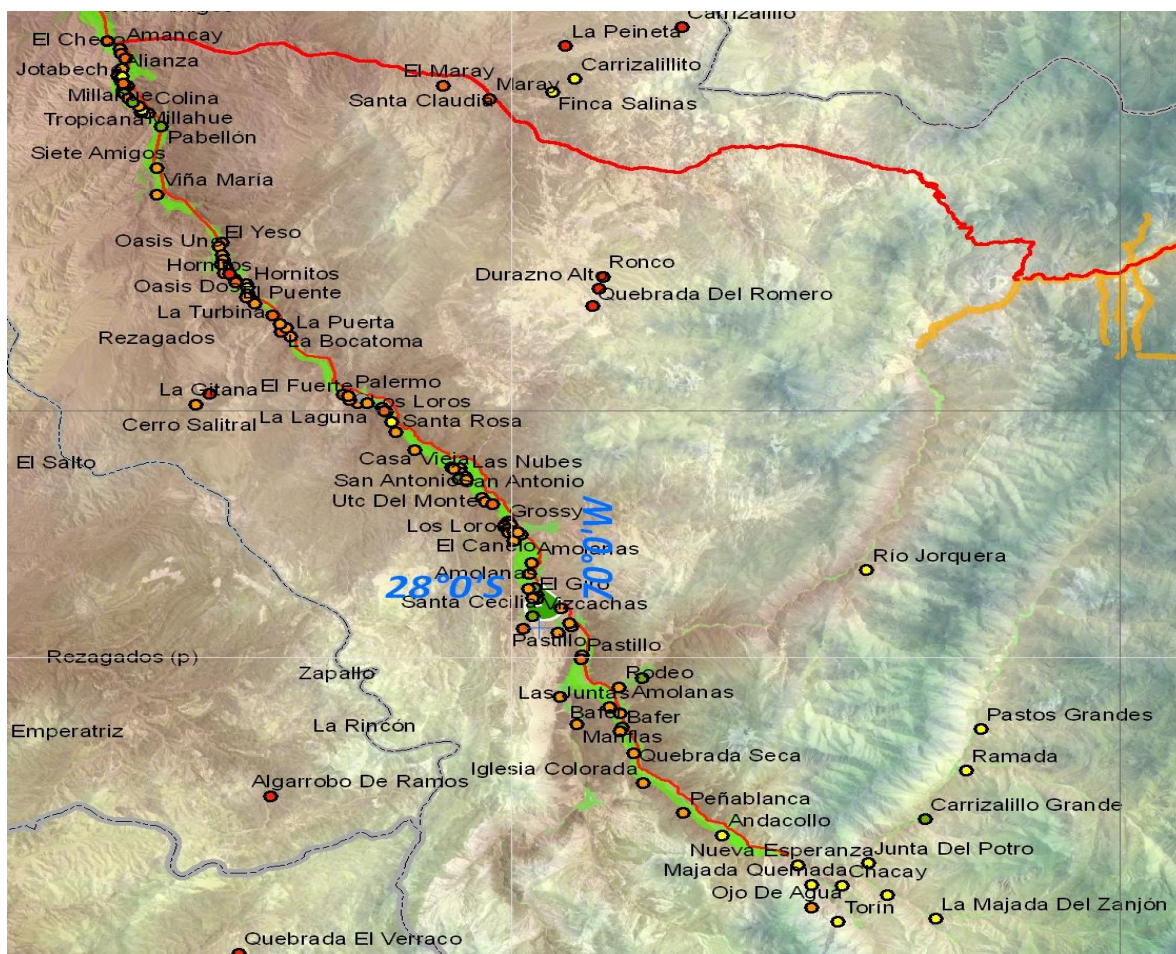 Carrizalillo
El Checo
Amancay
La Peineta
Alianza
Jotabeche
El Maray
Maray
Carrizalillito
Millahue
Colina
Santa Claudia
Finca Salinas
Tropicana
Millahue
Pabellón
Siete Amigos
Viña María
El Yeso
Oasis Uno
Hornitos
Hornitos
Durazno Alto
Ronco
Oasis Dos
El Puente
Quebrada Del Romero
La Turbina
La Puerta
Rezagados
La Bocatoma
La Gitana
El Fuerte
Palermo
Los Loros
Cerro Salitral
La Laguna
Santa Rosa
El Salto
Casa Vieja
Las Nubes
San Antonio
San Antonio
Utc Del Monte
Grossy
Los Loros
El Canelo
Amolanas
70°0'W
Río Jorquera
Amolanas
28°0'S
El Giro
Santa Cecilia
Vizcachas
Pastillo
Pastillo
Rezagados (p)
Zapallo
Rodeo
Las Juntas
Amolanas
La Rincón
Bafer
Bafer
Pastos Grandes
Emperatriz
Manflas
Quebrada Seca
Ramada
Algarrobo De Ramos
Iglesia Colorada
Peñablanca
Carrizalillo Grande
Andacollo
Nueva Esperanza
Junta Del Potro
Majada Quemada
Chacay
Ojo De Agua
Torín
La Majada Del Zanjón
Quebrada El Verraco